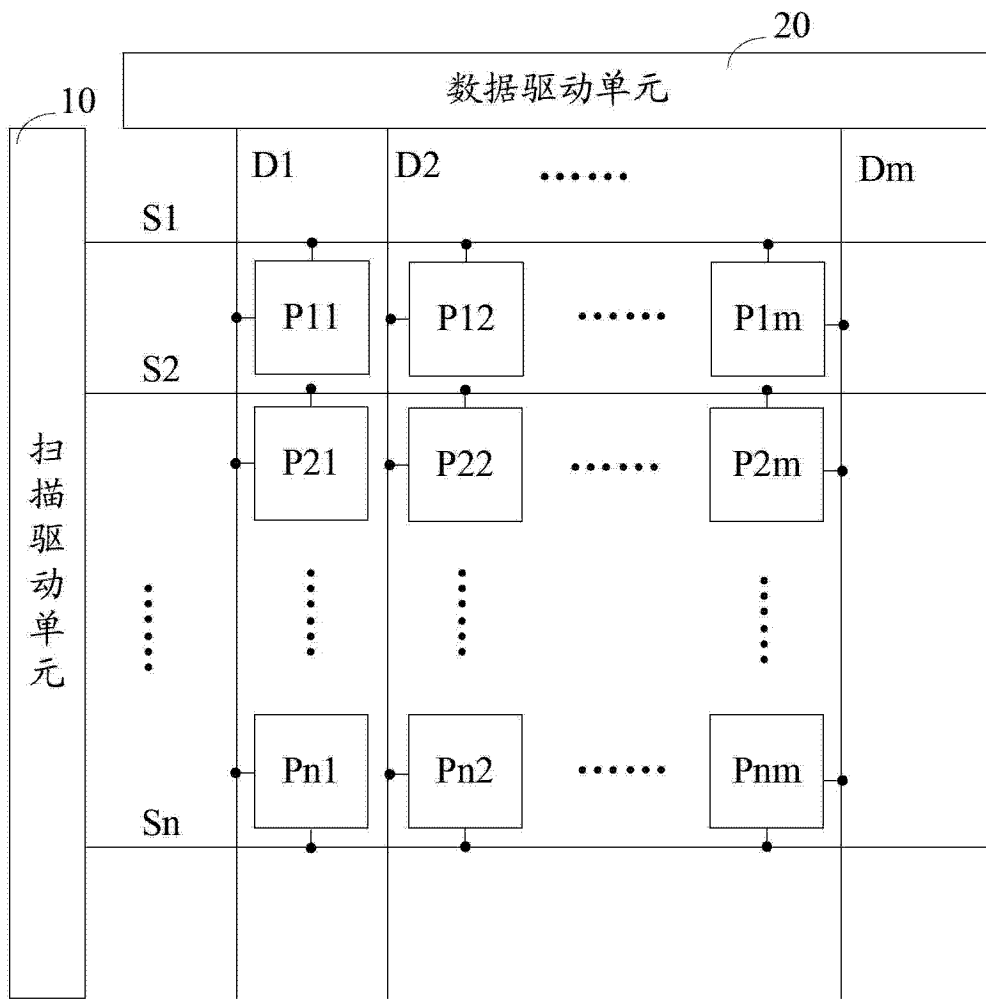 20
数据驱动单元
10
D1 D2 ...... Dm
S1
P11 P12 ...... P1m
S2
P21 P22 ...... P2m
扫描驱动单元
...... ...... ...... ......
Pn1 Pn2 ...... Pnm
Sn